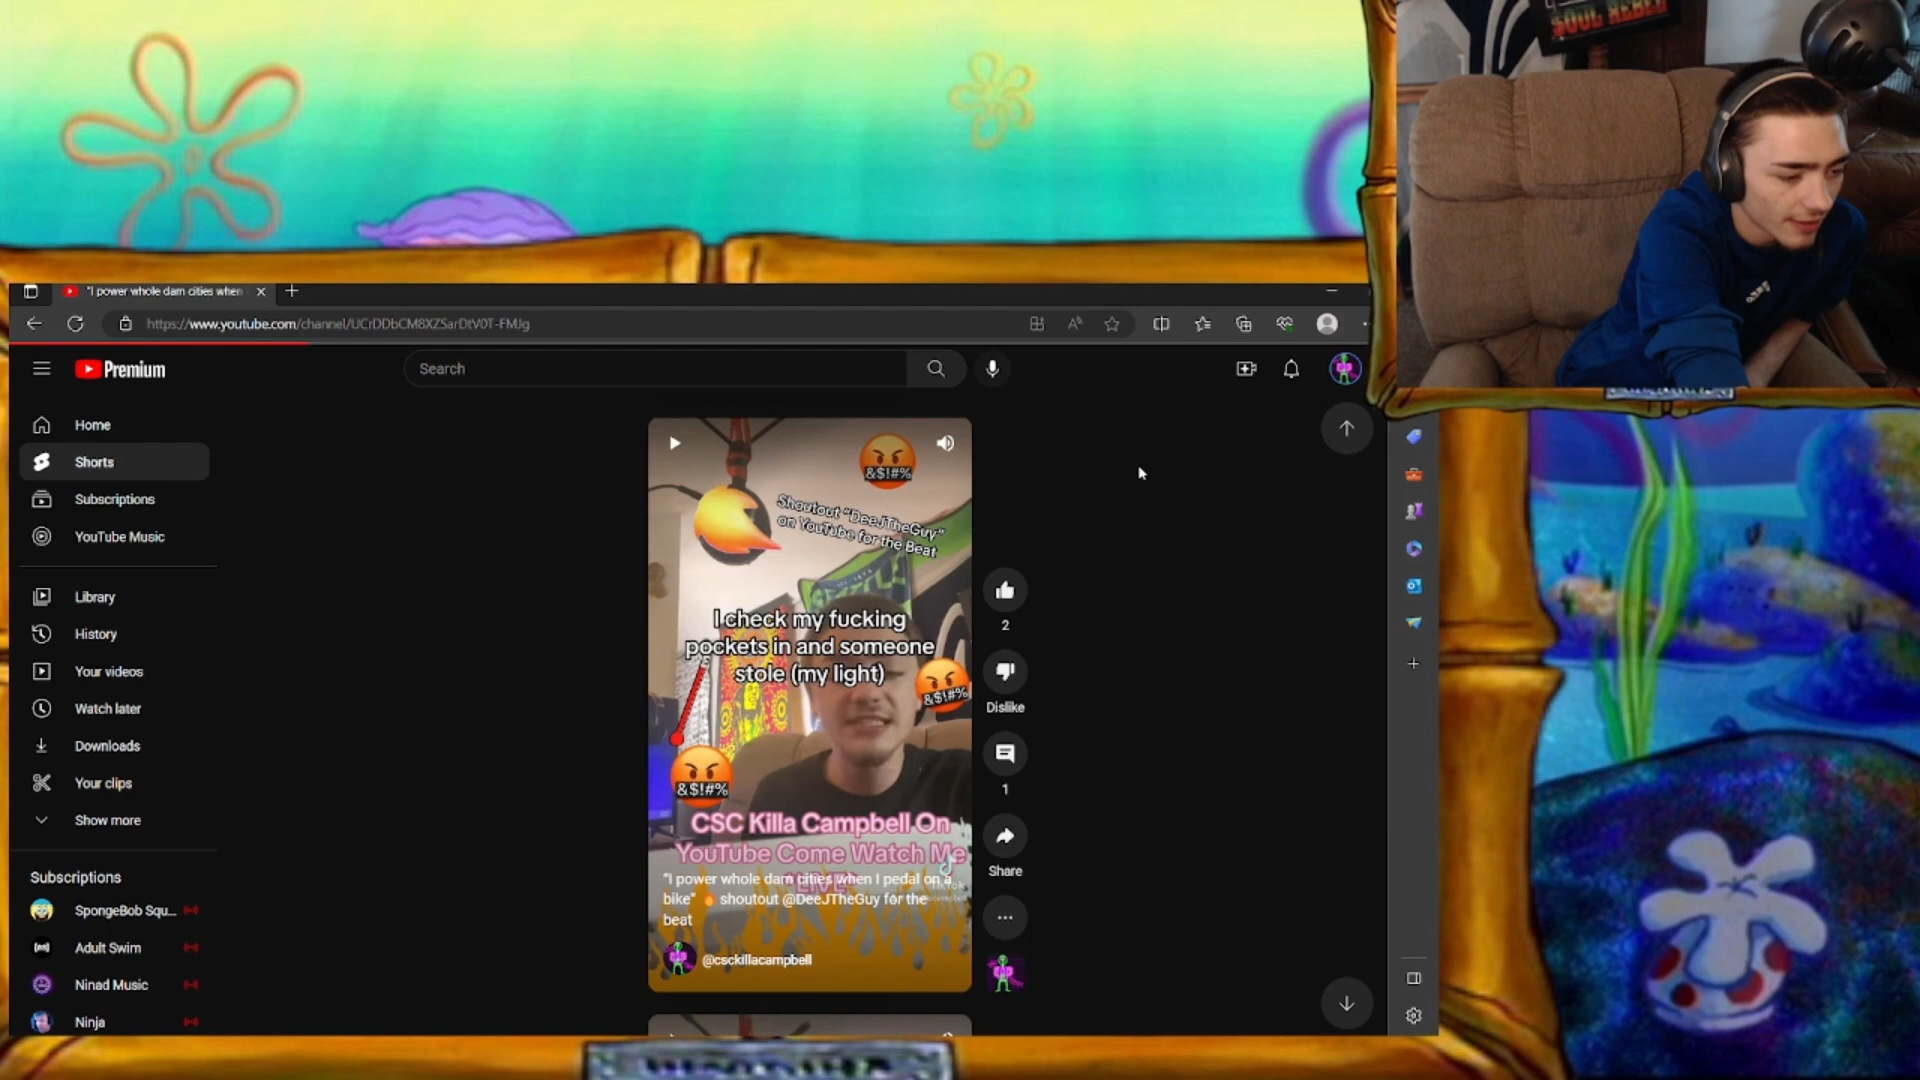 SOUL REBEL
"I power whole dam cities when
https://www.youtube.com/channel/UCrDDbCM8XZSarDtV0T-FMJg
Premium
Search
Home
Shorts
Subscriptions
YouTube Music
Library
History
Your videos
Watch later
Downloads
Your clips
Show more
Subscriptions
SpongeBob Squ...
Adult Swim
Ninad Music
Ninja
&$!#%
Shoutout "DeeJTheGuy"
on YouTube for the Beat
I check my fucking
pockets in and someone
stole (my light)
&$!#%
&$!#%
CSC Killa Campbell On
YouTube Come Watch Me
"LIVE"
"I power whole dam cities when I pedal on a
bike" 🔥 shoutout @DeeJTheGuy for the
beat
@csckillacampbell
2
Dislike
1
Share